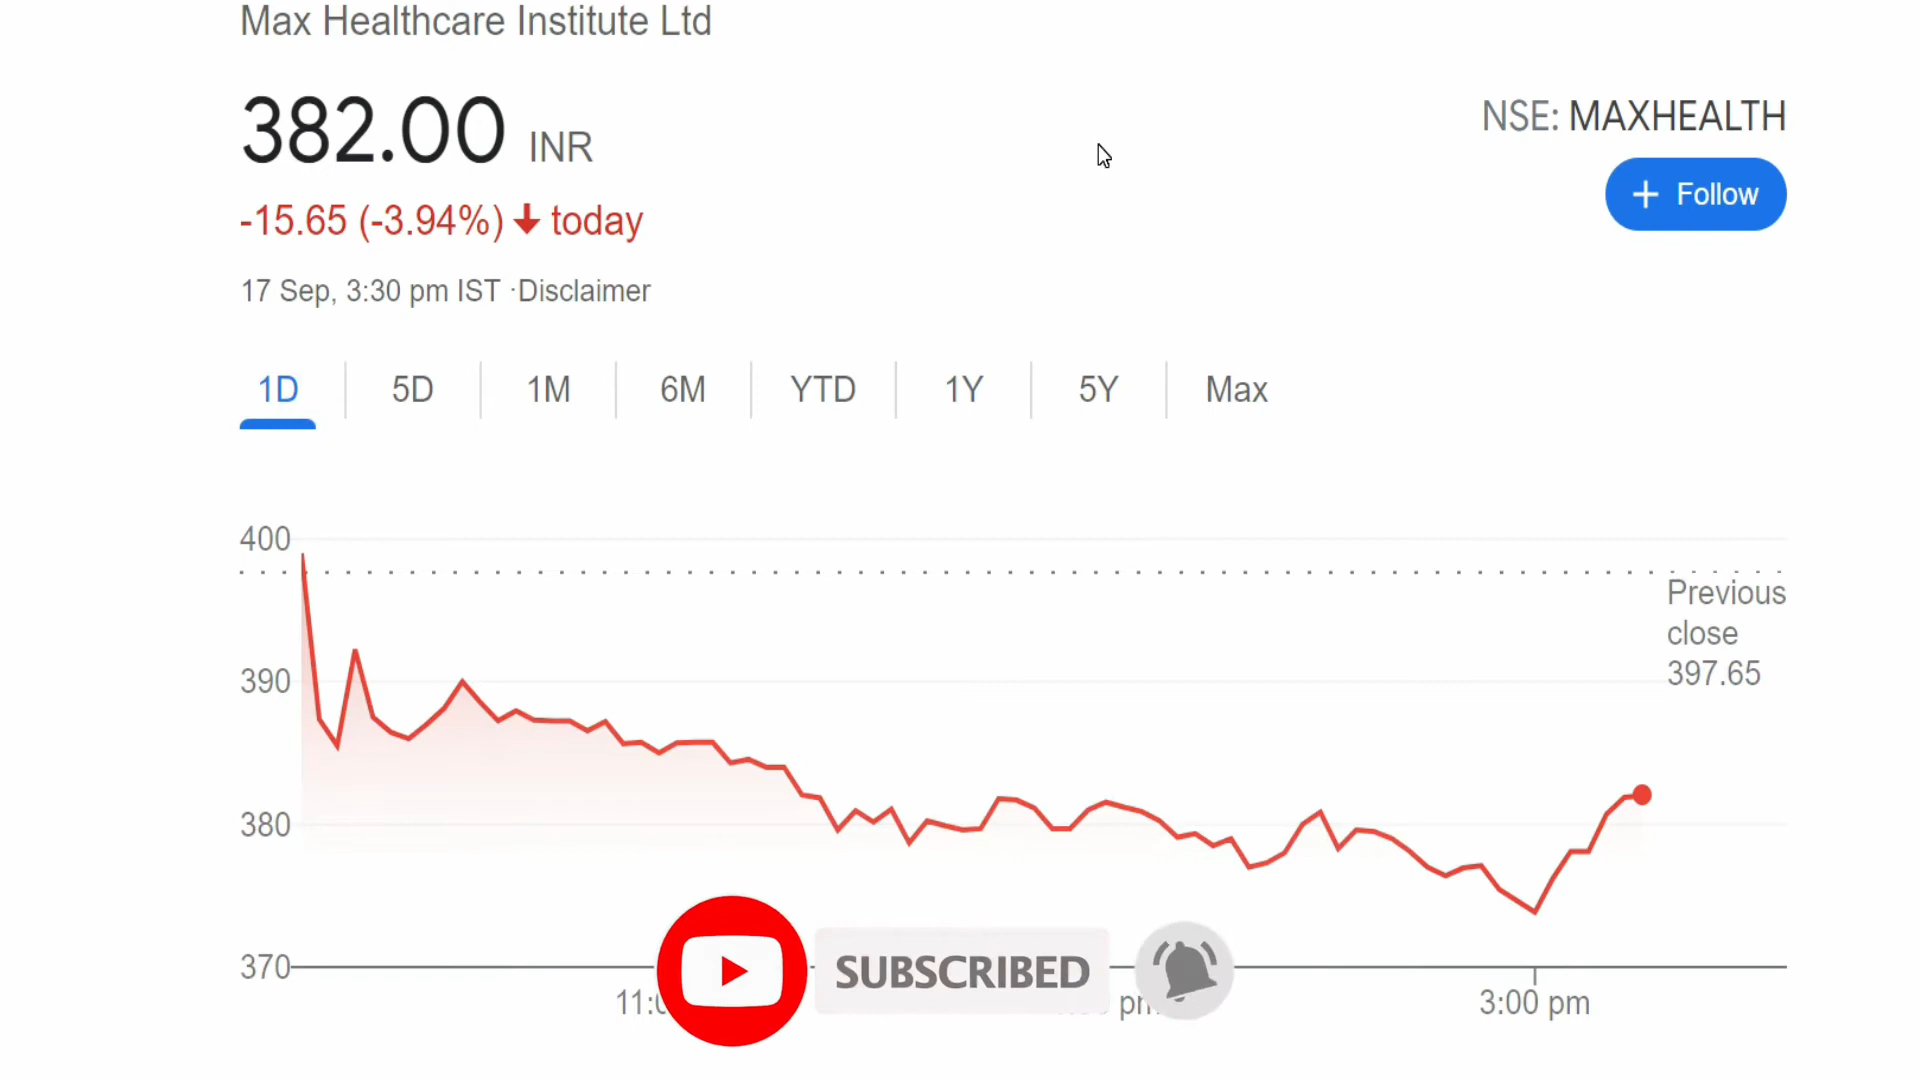 Max Healthcare Institute Ltd
382.00 INR
NSE: MAXHEALTH
+ Follow
-15.65 (-3.94%) today
17 Sep, 3:30 pm IST ·Disclaimer
1D 5D 1M 6M YTD 1Y 5Y Max
400
Previous
close
397.65
390
380
370
SUBSCRIBED
3:00 pm